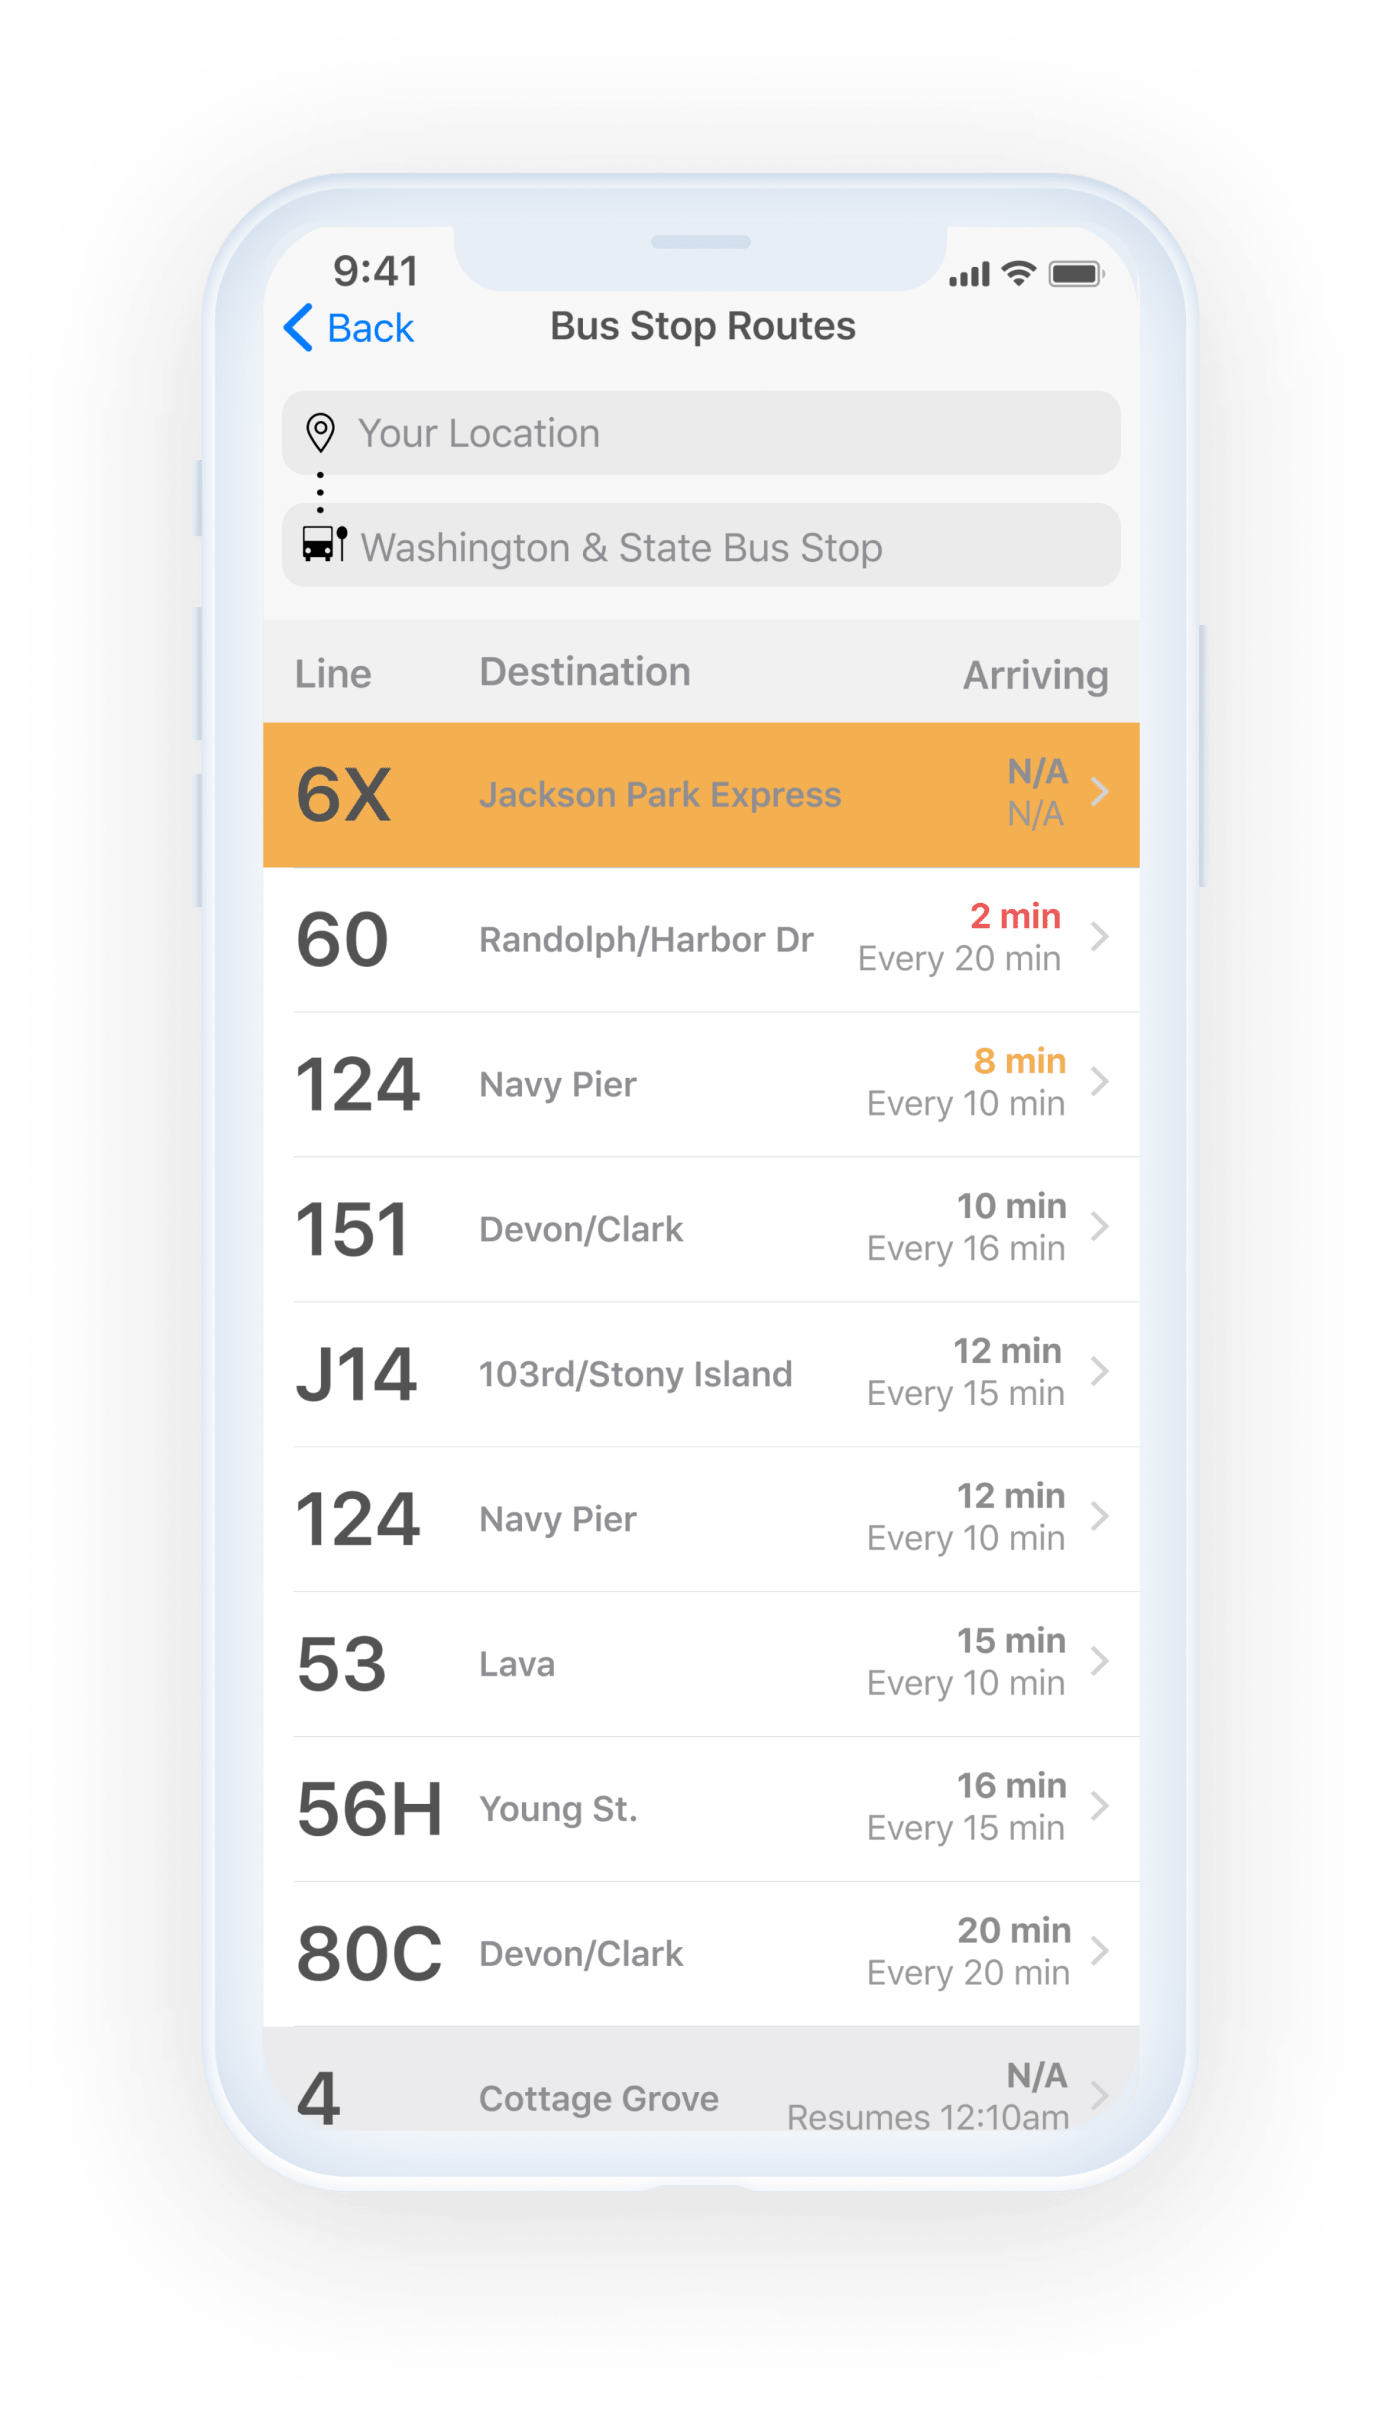 9:41
Back
Bus Stop Routes
Your Location
Washington & State Bus Stop
Line Destination Arriving
6X Jackson Park Express N/A
N/A
60 Randolph/Harbor Dr 2 min
Every 20 min
124 Navy Pier 8 min
Every 10 min
151 Devon/Clark 10 min
Every 16 min
J14 103rd/Stony Island 12 min
Every 15 min
124 Navy Pier 12 min
Every 10 min
53 Lava 15 min
Every 10 min
56H Young St. 16 min
Every 15 min
80C Devon/Clark 20 min
Every 20 min
4 Cottage Grove N/A
Resumes 12:10am